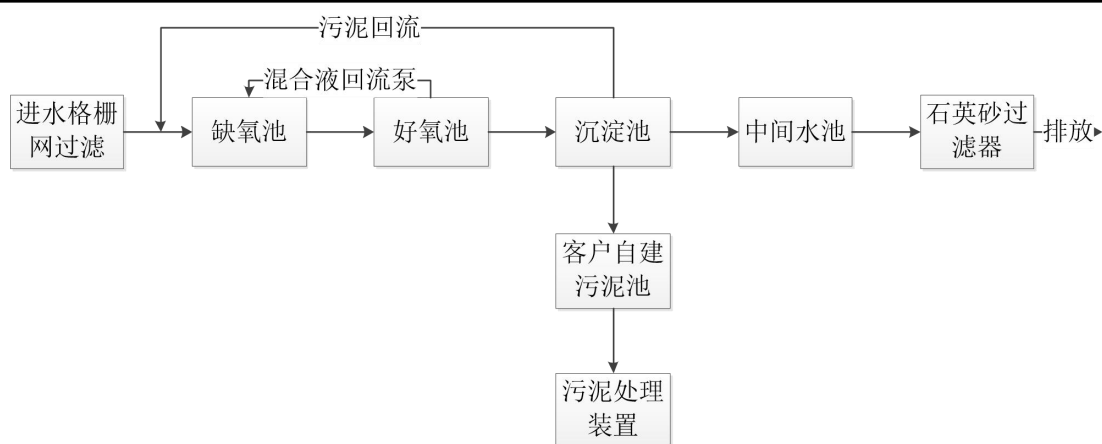 污泥回流
混合液回流泵
进水格栅
网过滤
缺氧池
好氧池
沉淀池
中间水池
石英砂过
滤器
排放
客户自建
污泥池
污泥处理
装置